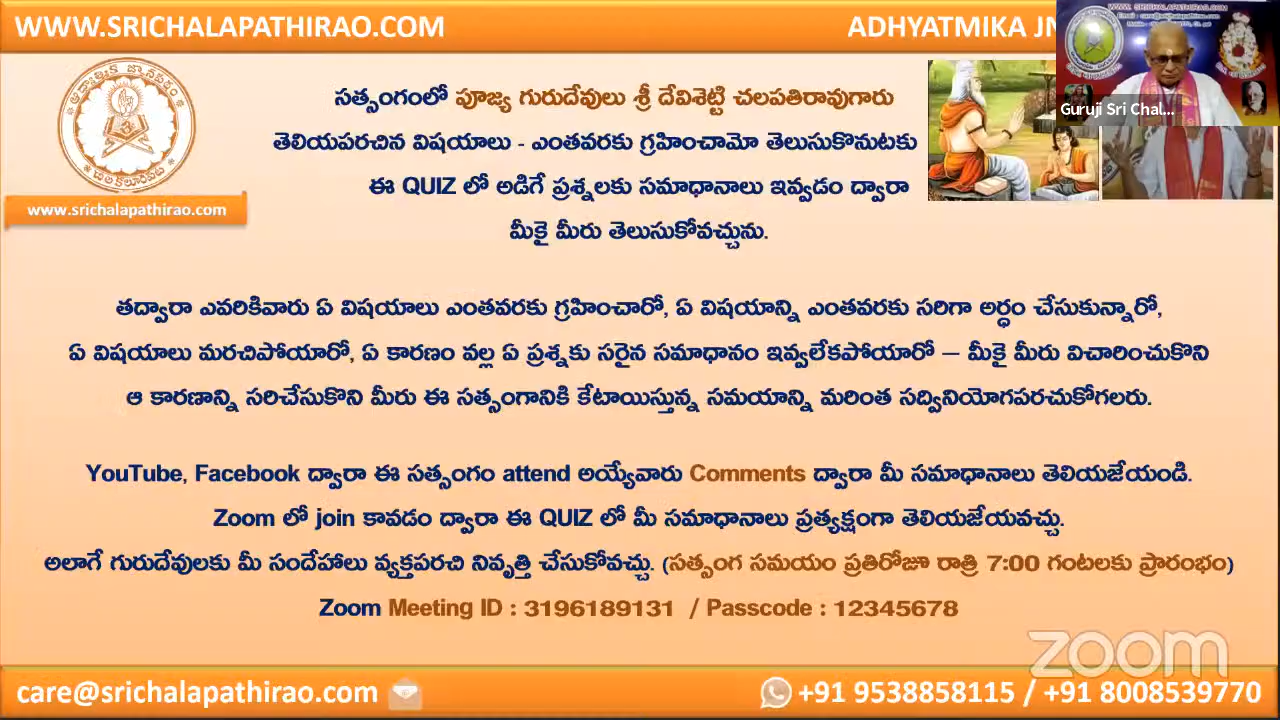 WWW.SRICHALAPATHIRAO.COM
ADHYATMIKA
www.srichalapathirao.com
సత్సంగంలో పూజ్య గురుదేవులు శ్రీ దేవిశెట్టి చలపతిరావుగారు
తెలియపరచిన విషయాలు - ఎంతవరకు గ్రహించామో తెలుసుకొనుటకు
ఈ QUIZ లో అడిగే ప్రశ్నలకు సమాధానాలు ఇవ్వడం ద్వారా
మీకై మీరు తెలుసుకోవచ్చును.
Guruji Sri Chal...
తద్వారా ఎవరికివారు ఏ విషయాలు ఎంతవరకు గ్రహించారో, ఏ విషయాన్ని ఎంతవరకు సరిగా అర్ధం చేసుకున్నారో,
ఏ విషయాలు మరచిపోయారో, ఏ కారణం వల్ల ఏ ప్రశ్నకు సరైన సమాధానం ఇవ్వలేకపోయారో – మీకై మీరు విచారించుకొని
ఆ కారణాన్ని సరిచేసుకొని మీరు ఈ సత్సంగానికి కేటాయిస్తున్న సమయాన్ని మరింత సద్వినియోగపరచుకోగలరు.
YouTube, Facebook ద్వారా ఈ సత్సంగం attend అయ్యేవారు Comments ద్వారా మీ సమాధానాలు తెలియజేయండి.
Zoom లో join కావడం ద్వారా ఈ QUIZ లో మీ సమాధానాలు ప్రత్యక్షంగా తెలియజేయవచ్చు.
అలాగే గురుదేవులకు మీ సందేహాలు వ్యక్తపరచి నివృత్తి చేసుకోవచ్చు. (సత్సంగ సమయం ప్రతిరోజూ రాత్రి 7:00 గంటలకు ప్రారంభం)
Zoom Meeting ID : 3196189131 / Passcode : 12345678
zoom
care@srichalapathirao.com
+91 9538858115 / +91 8008539770